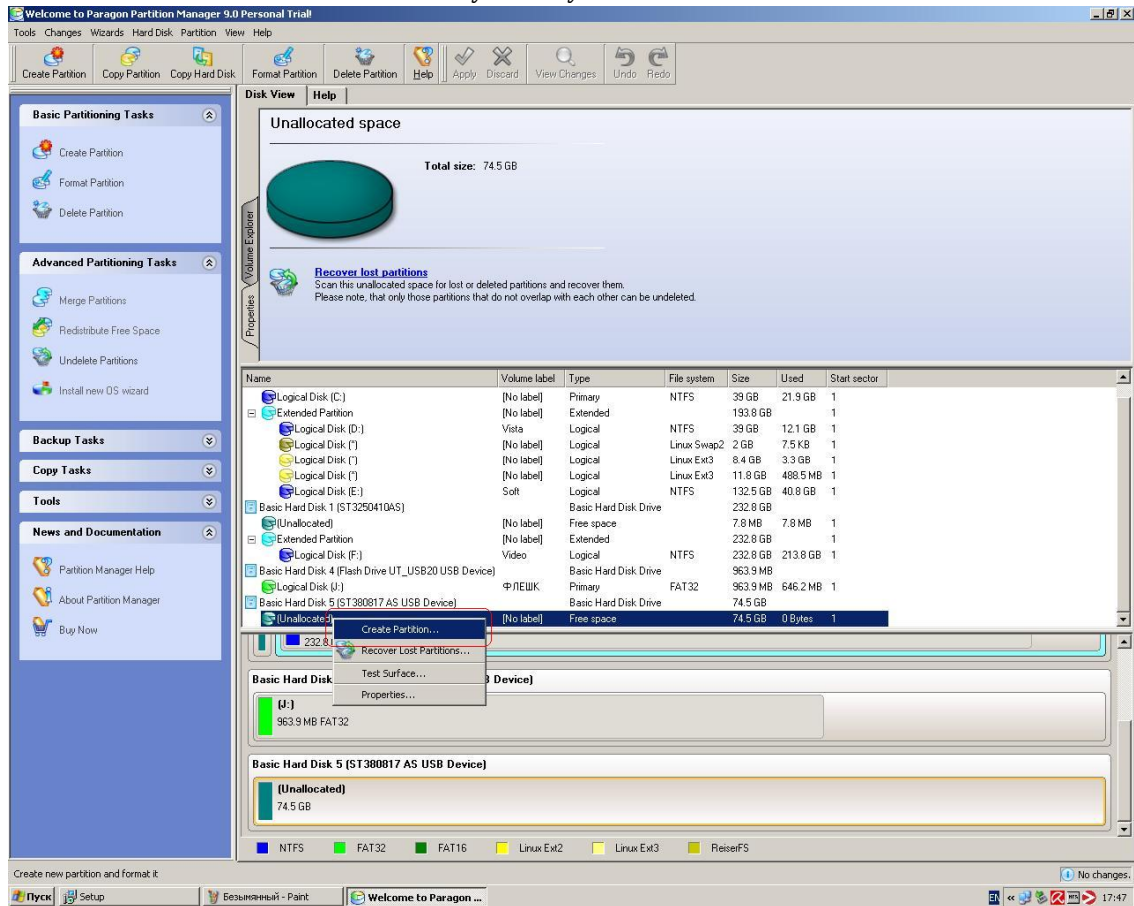 Welcome to Paragon Partition Manager 9.0 Personal Trial!
Tools Changes Wizards Hard Disk Partition View Help
Create Partition Copy Partition Copy Hard Disk Format Partition Delete Partition Help Apply Discard View Changes Undo Redo
Disk View Help
Basic Partitioning Tasks
Create Partition
Format Partition
Delete Partition
Advanced Partitioning Tasks
Merge Partitions
Redistribute Free Space
Undelete Partitions
Install new OS wizard
Backup Tasks
Copy Tasks
Tools
News and Documentation
Partition Manager Help
About Partition Manager
Buy Now
Volume Explorer
Properties
Unallocated space
Total size: 74.5 GB
Recover lost partitions
Scan this unallocated space for lost or deleted partitions and recover them.
Please note, that only those partitions that do not overlap with each other can be undeleted.
Name Volume label Type File system Size Used Start sector
Logical Disk (C:) [No label] Primary NTFS 39 GB 21.9 GB 1
Extended Partition [No label] Extended 193.8 GB 1
Logical Disk (D:) Vista Logical NTFS 39 GB 12.1 GB 1
Logical Disk (*) [No label] Logical Linux Swap2 2 GB 7.5 KB 1
Logical Disk (*) [No label] Logical Linux Ext3 8.4 GB 3.3 GB 1
Logical Disk (*) [No label] Logical Linux Ext3 11.8 GB 488.5 MB 1
Logical Disk (E:) Soft Logical NTFS 132.5 GB 40.8 GB 1
Basic Hard Disk 1 (ST3250410AS) Basic Hard Disk Drive 232.8 GB
(Unallocated) [No label] Free space 7.8 MB 7.8 MB 1
Extended Partition [No label] Extended 232.8 GB 1
Logical Disk (F:) Video Logical NTFS 232.8 GB 213.8 GB 1
Basic Hard Disk 4 (Flash Drive UT_USB20 USB Device) Basic Hard Disk Drive 963.9 MB
Logical Disk (J:) ФЛЕШК Primary FAT32 963.9 MB 646.2 MB 1
Basic Hard Disk 5 (ST380817 AS USB Device) Basic Hard Disk Drive 74.5 GB
(Unallocated) [No label] Free space 74.5 GB 0 Bytes 1
Create Partition...
Recover Lost Partitions...
Test Surface...
Properties...
232.8
Basic Hard Disk Device)
(J:)
963.9 MB FAT32
Basic Hard Disk 5 (ST380817 AS USB Device)
(Unallocated)
74.5 GB
NTFS FAT32 FAT16 Linux Ext2 Linux Ext3 ReiserFS
Create new partition and format it
No changes.
Пуск Setup Безымянный - Paint Welcome to Paragon ... EN 17:47